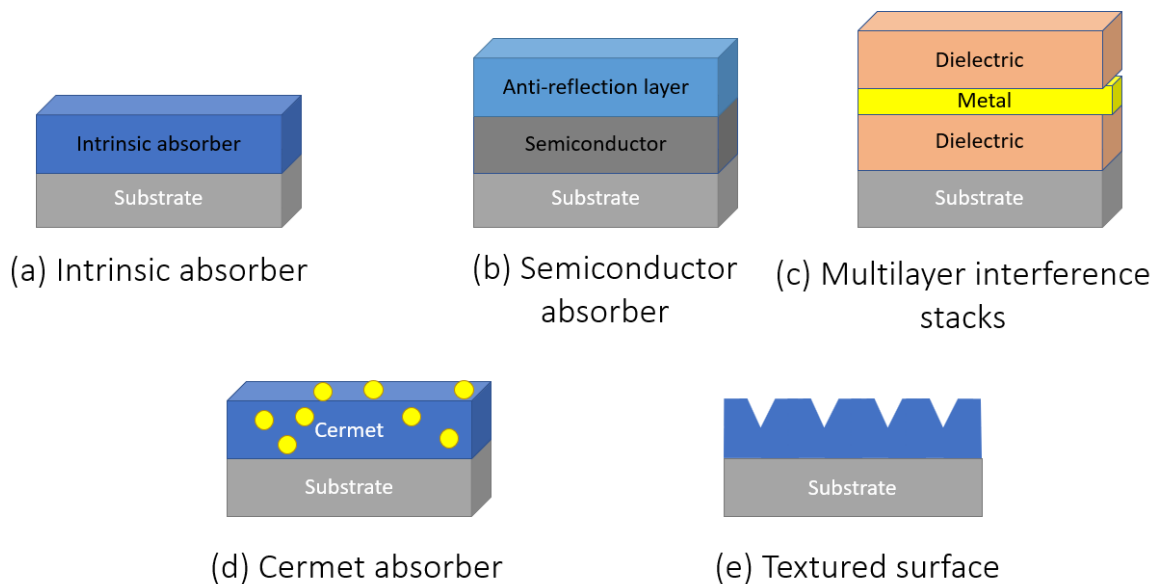 Intrinsic absorber
Substrate
(a) Intrinsic absorber
Anti-reflection layer
Semiconductor
Substrate
(b) Semiconductor
absorber
Dielectric
Metal
Dielectric
Substrate
(c) Multilayer interference
stacks
Cermet
Substrate
(d) Cermet absorber
Substrate
(e) Textured surface